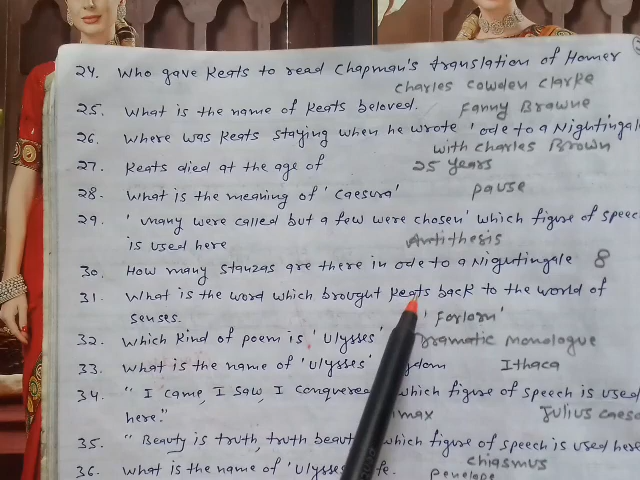 24. Who gave Keats to read Chapman's translation of Homer
Charles Cowden Clarke
25. What is the name of Keats beloved. Fanny Browne
26. Where was Keats staying when he wrote 'ode to a Nightingal
with Charles Brown
27. Keats died at the age of 25 years
28. What is the meaning of 'Caesura' pause
29. 'Many were called but a few were chosen' which figure of speec
is used here Antithesis
30. How many stanzas are there in ode to a Nightingale 8
31. What is the word which brought Keats back to the world of
senses. 'Forlorn'
32. Which kind of poem is 'Ulysses' Dramatic monologue
33. What is the name of 'Ulysses' gdom Ithaca
34. "I came, I saw, I conquered which figure of speech is used
here." imax Julius Caesa
35. "Beauty is truth, truth beaut which figure of speech is used here
Chiasmus
36. What is the name of 'Ulysses fe.
Penelope